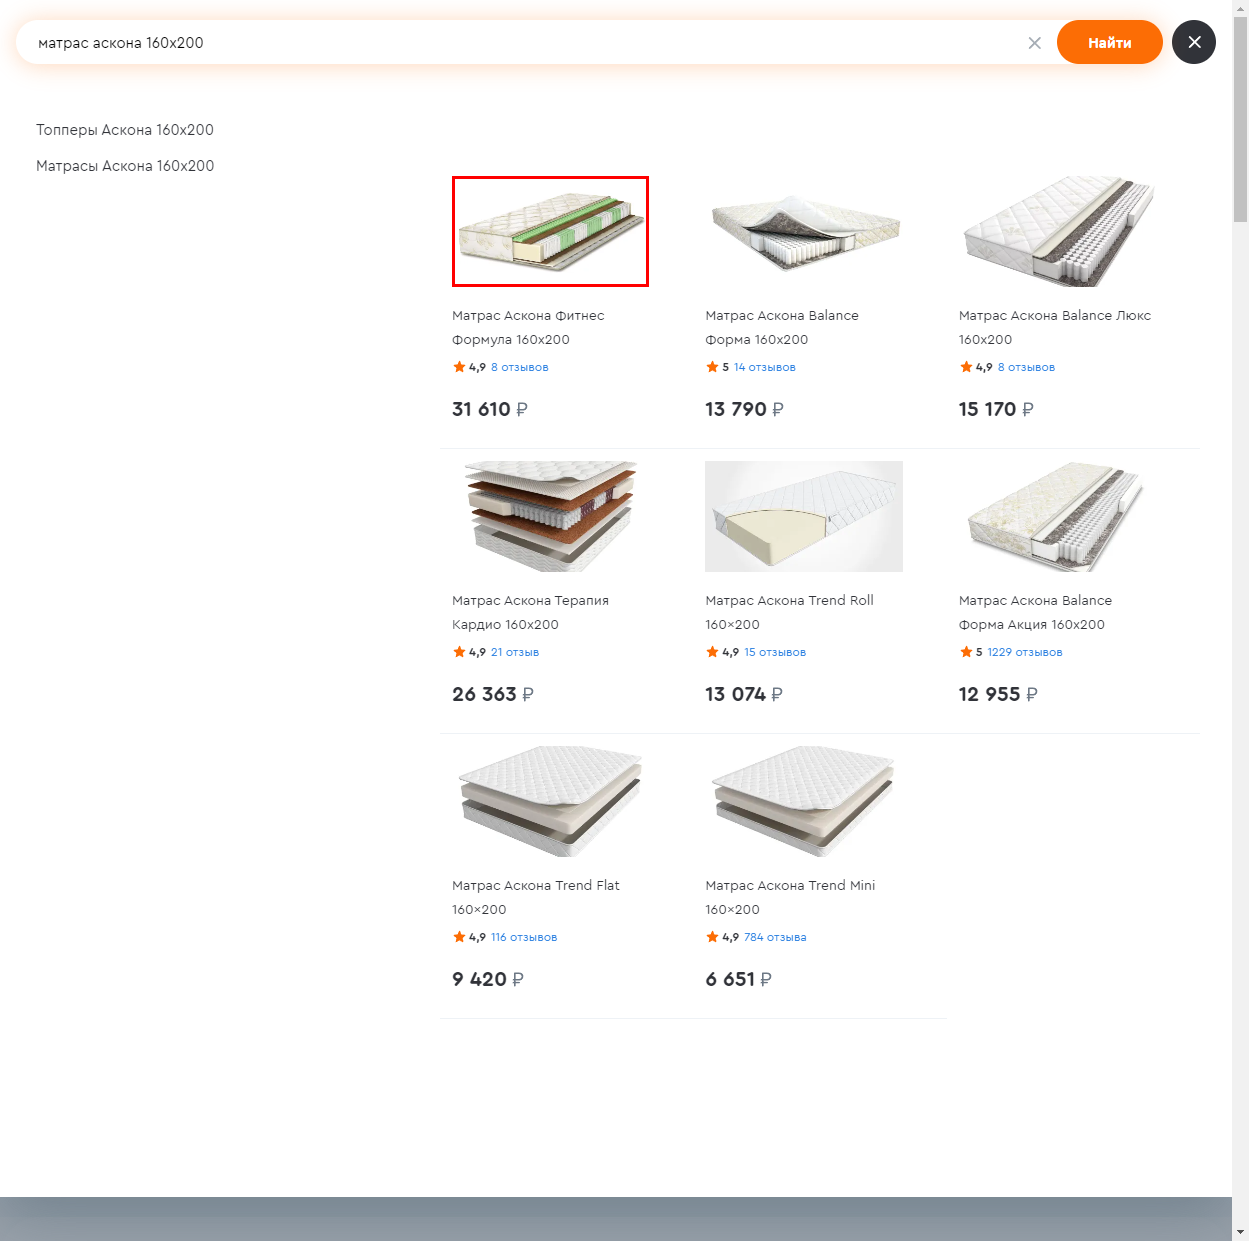 матрас аскона 160x200
Найти
Топперы Аскона 160x200
Матрасы Аскона 160x200
Матрас Аскона Фитнес
Формула 160x200
4,9 8 отзывов
31 610 ₽
Матрас Аскона Balance
Форма 160x200
5 14 отзывов
13 790 ₽
Матрас Аскона Balance Люкс
160x200
4,9 8 отзывов
15 170 ₽
Матрас Аскона Терапия
Кардио 160x200
4,9 21 отзыв
26 363 ₽
Матрас Аскона Trend Roll
160×200
4,9 15 отзывов
13 074 ₽
Матрас Аскона Balance
Форма Акция 160x200
5 1229 отзывов
12 955 ₽
Матрас Аскона Trend Flat
160×200
4,9 116 отзывов
9 420 ₽
Матрас Аскона Trend Mini
160×200
4,9 784 отзыва
6 651 ₽